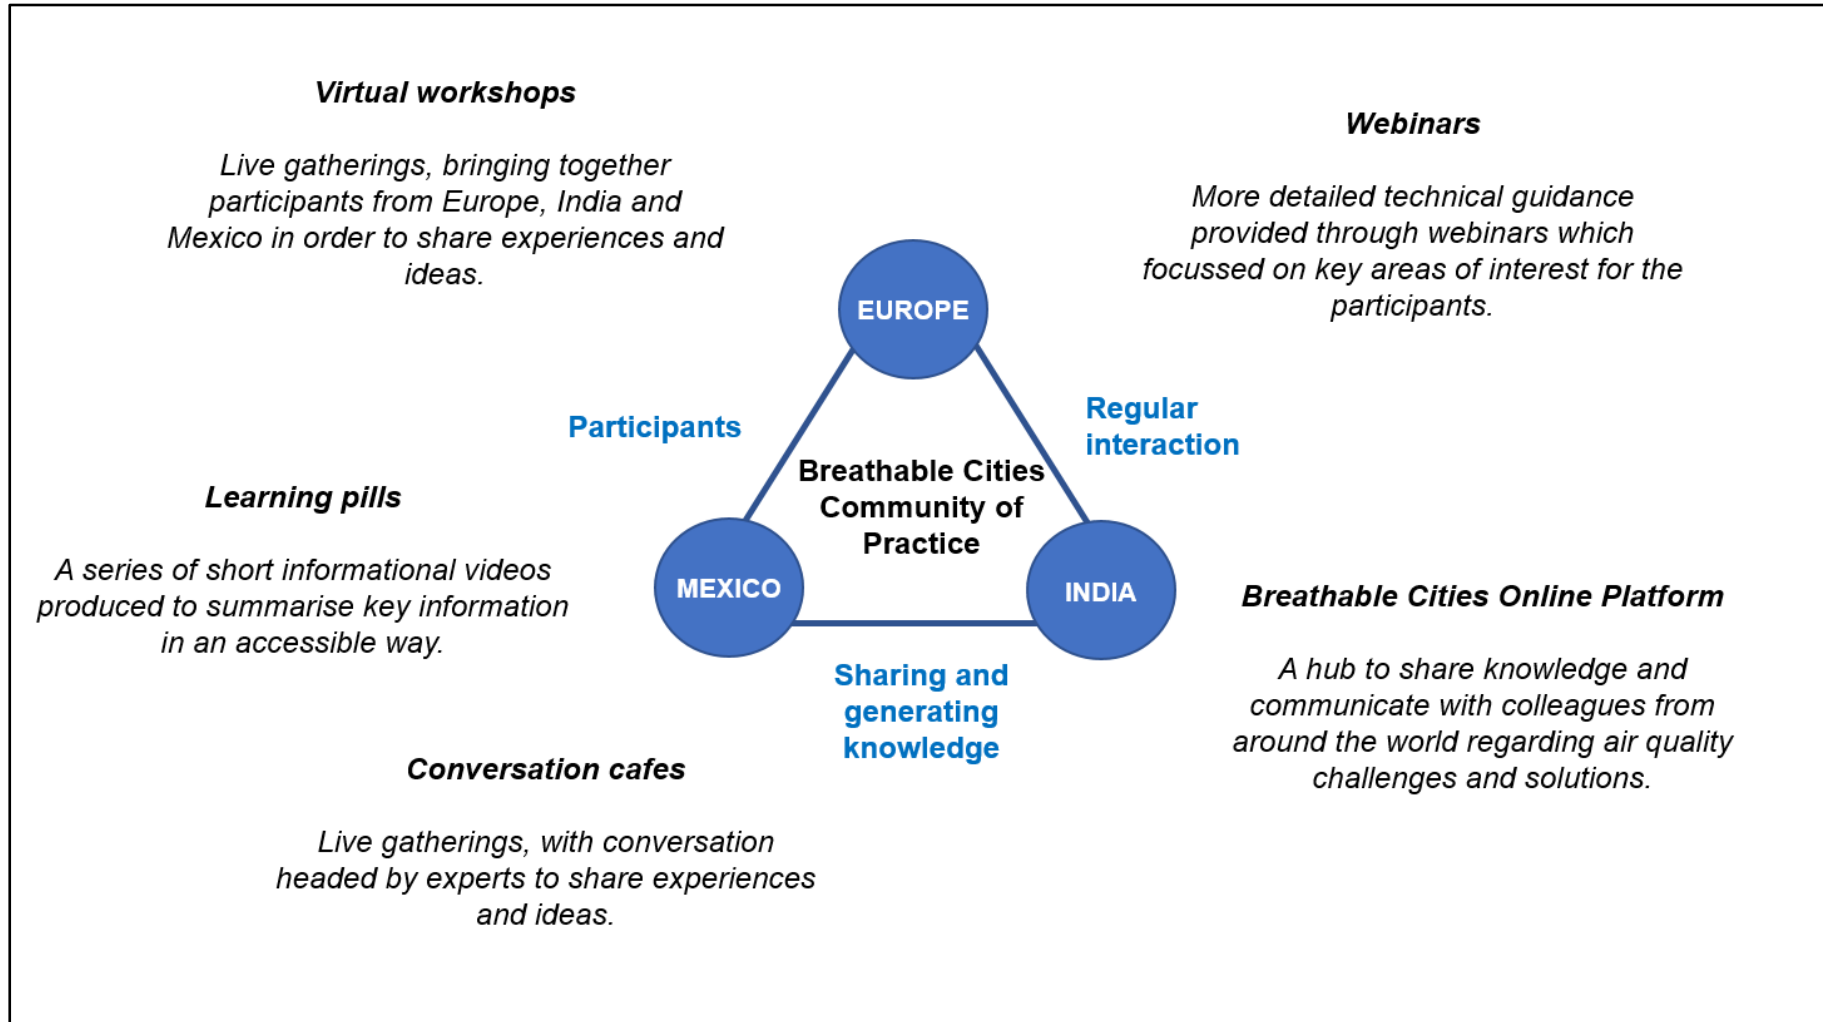 Virtual workshops
Live gatherings, bringing together
participants from Europe, India and
Mexico in order to share experiences and
ideas.
Webinars
More detailed technical guidance
provided through webinars which
focussed on key areas of interest for the
participants.
EUROPE
Participants
Regular
interaction
Breathable Cities
Community of
Practice
Learning pills
A series of short informational videos
produced to summarise key information
in an accessible way.
MEXICO
INDIA
Breathable Cities Online Platform
A hub to share knowledge and
communicate with colleagues from
around the world regarding air quality
challenges and solutions.
Sharing and
generating
knowledge
Conversation cafes
Live gatherings, with conversation
headed by experts to share experiences
and ideas.